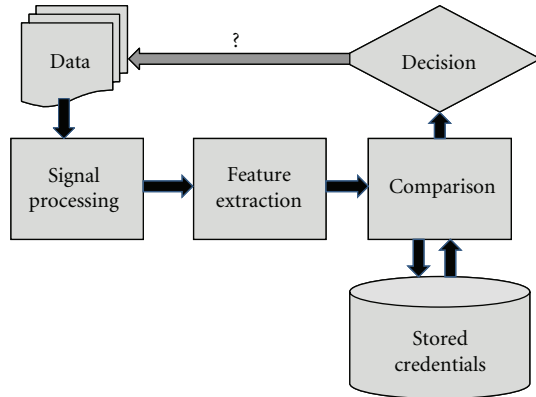 ?
Data
Decision
Signal
processing
Feature
extraction
Comparison
Stored
credentials